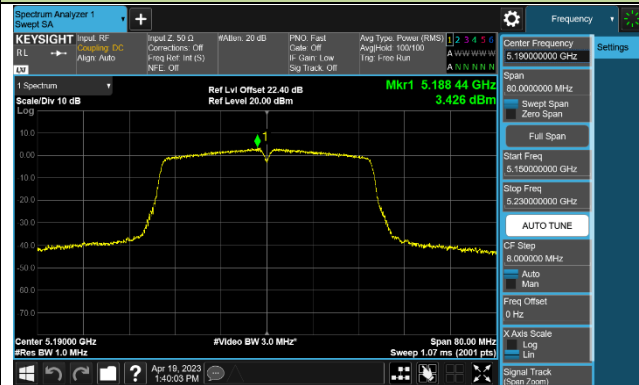 Spectrum Analyzer 1
Swept SA
Frequency
KEYSIGHT
Input: RF
Input Z: 50 Ω
#Atten: 20 dB
PNO: Fast
Avg Type: Power (RMS)
1 2 3 4 5 6
RL
Coupling: DC
Corrections: Off
Gate: Off
Avg|Hold: 100/100
A W W W W W
Align: Auto
Freq Ref: Int (S)
IF Gain: Low
Trig: Free Run
NFE: Off
Sig Track: Off
A N N N N N
LXI
1 Spectrum
Ref Lvl Offset 22.40 dB
Mkr1 5.188 44 GHz
Scale/Div 10 dB
Ref Level 20.00 dBm
3.426 dBm
Log
1
10.0
0.00
-10.0
-20.0
-30.0
-40.0
-50.0
-60.0
-70.0
Center 5.19000 GHz
#Video BW 3.0 MHz*
Span 80.00 MHz
#Res BW 1.0 MHz
Sweep 1.07 ms (2001 pts)
Center Frequency
5.190000000 GHz
Settings
Span
80.0000000 MHz
Swept Span
Zero Span
Full Span
Start Freq
5.150000000 GHz
Stop Freq
5.230000000 GHz
AUTO TUNE
CF Step
8.000000 MHz
Auto
Man
Freq Offset
0 Hz
X Axis Scale
Log
Lin
Signal Track
(Span Zoom)
Apr 19, 2023
1:40:03 PM